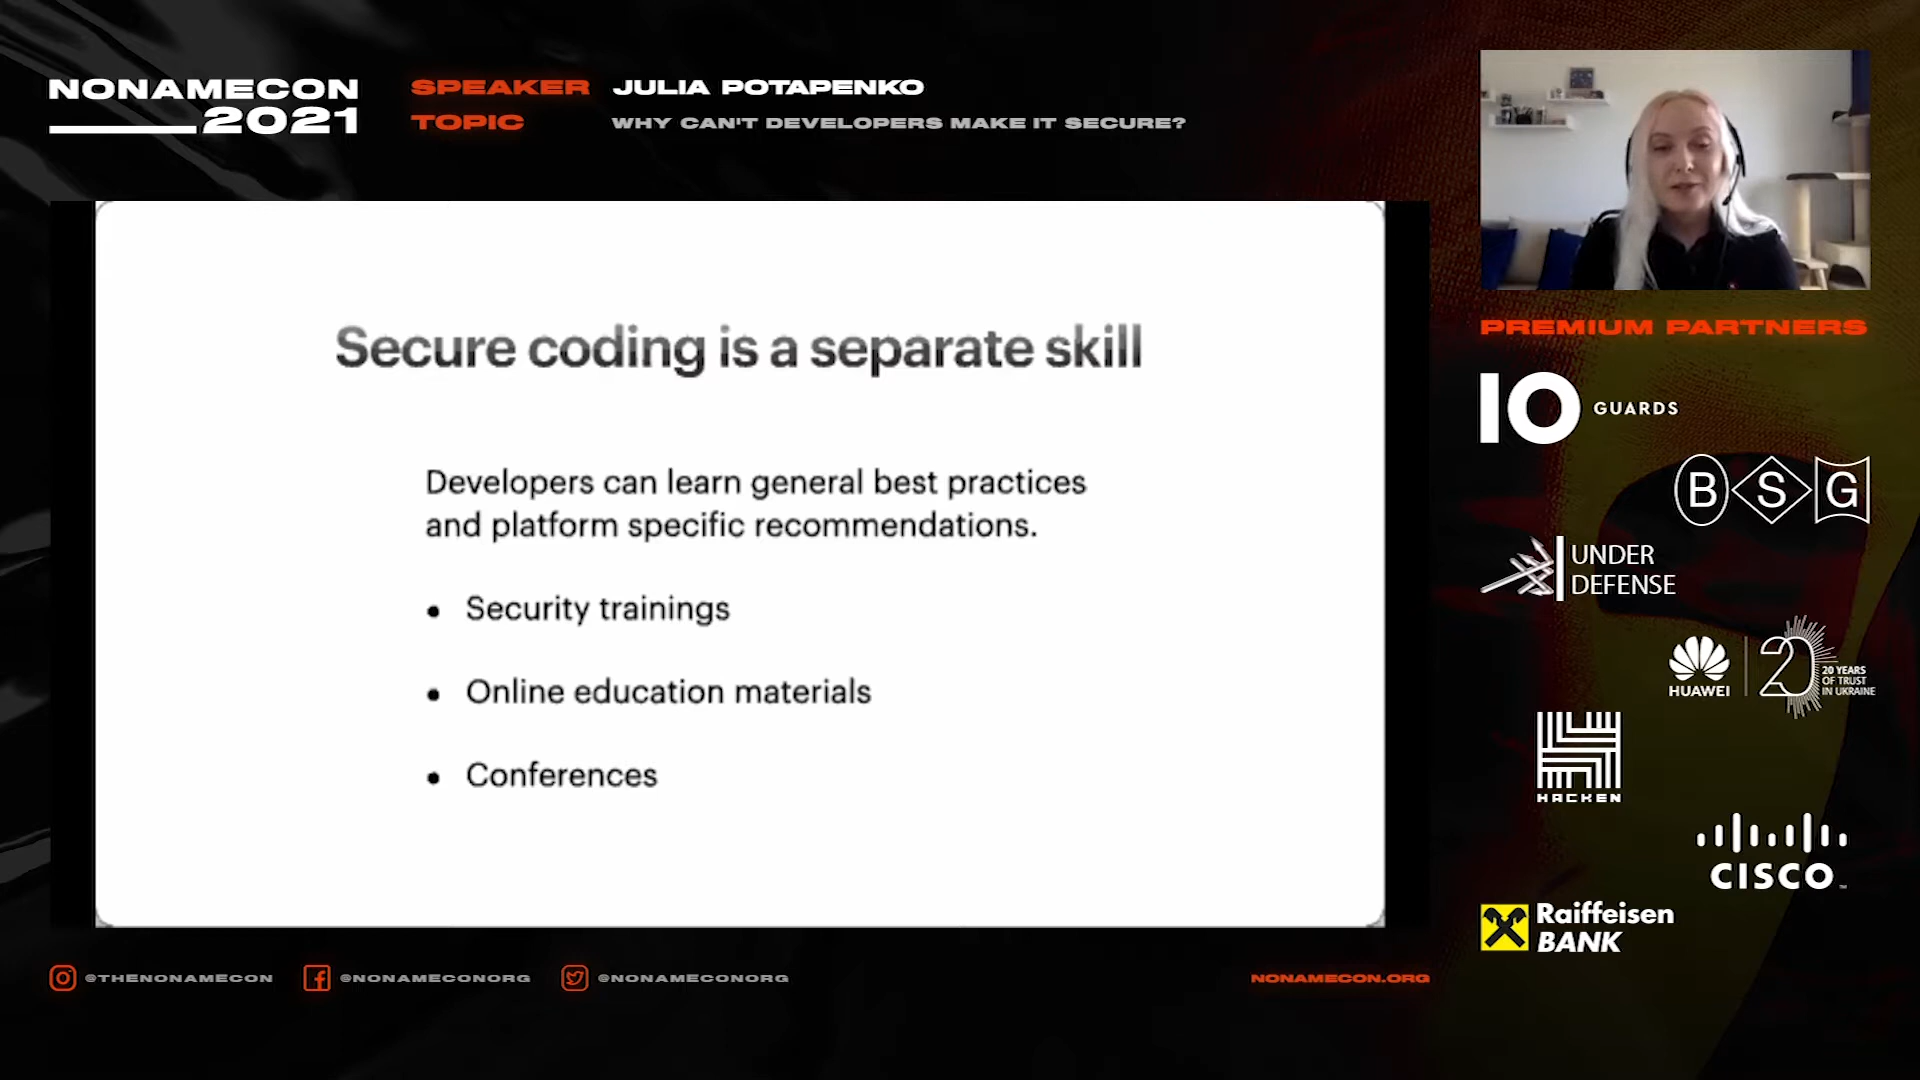 NONAMECON
2021
SPEAKER JULIA POTAPENKO
TOPIC WHY CAN'T DEVELOPERS MAKE IT SECURE?
Secure coding is a separate skill
Developers can learn general best practices
and platform specific recommendations.
• Security trainings
• Online education materials
• Conferences
PREMIUM PARTNERS
10 GUARDS
B S G
UNDER
DEFENSE
HUAWEI
20 YEARS
OF TRUST
IN UKRAINE
HACKEN
CISCO
Raiffeisen
BANK
@THENONAMECON @NONAMECONORG @NONAMECONORG
NONAMECON.ORG